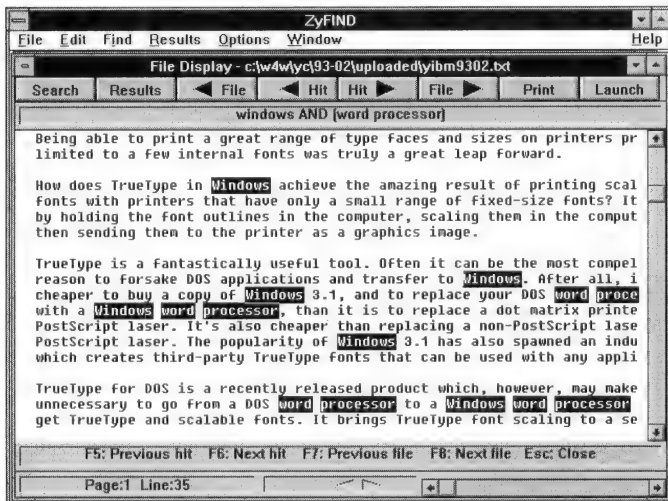 ZyFIND
File Edit Find Results Options Window Help
File Display - c:\w4w\yc\93-02\uploaded\yibm9302.txt
Search Results ◀ File ◀ Hit Hit ▶ File ▶ Print Launch
windows AND {word processor}
Being able to print a great range of type faces and sizes on printers pr
limited to a few internal fonts was truly a great leap forward.
How does TrueType in Windows achieve the amazing result of printing scal
fonts with printers that have only a small range of fixed-size fonts? It
by holding the font outlines in the computer, scaling them in the comput
then sending them to the printer as a graphics image.
TrueType is a fantastically useful tool. Often it can be the most compel
reason to forsake DOS applications and transfer to Windows. After all, i
cheaper to buy a copy of Windows 3.1, and to replace your DOS word proce
with a Windows word processor, than it is to replace a dot matrix printe
PostScript laser. It's also cheaper than replacing a non-PostScript lase
PostScript laser. The popularity of Windows 3.1 has also spawned an indu
which creates third-party TrueType fonts that can be used with any appli
TrueType for DOS is a recently released product which, however, may make
unnecessary to go from a DOS word processor to a Windows word processor
get TrueType and scalable fonts. It brings TrueType font scaling to a se
F5: Previous hit F6: Next hit F7: Previous file F8: Next file Esc: Close
Page:1 Line:35